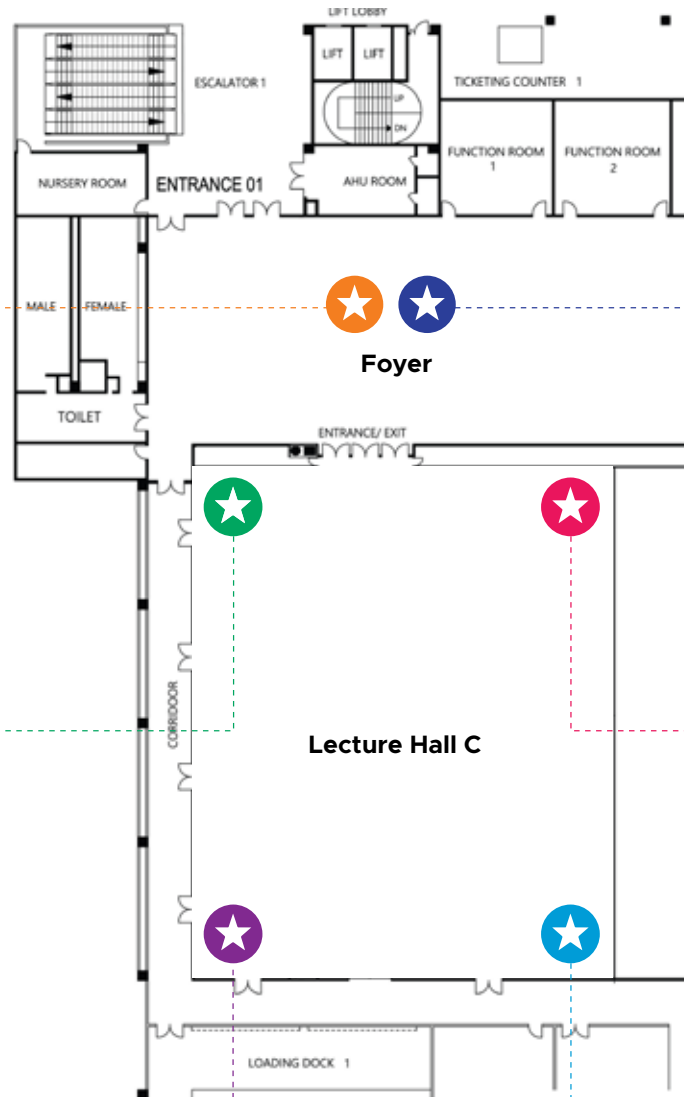 LIFT LOBBY
LIFT
LIFT
ESCALATOR 1
TICKETING COUNTER 1
UP
DN
FUNCTION ROOM
1
FUNCTION ROOM
2
NURSERY ROOM
ENTRANCE 01
AHU ROOM
MALE
FEMALE
Foyer
TOILET
ENTRANCE/ EXIT
CORRIDOOR
Lecture Hall C
LOADING DOCK 1